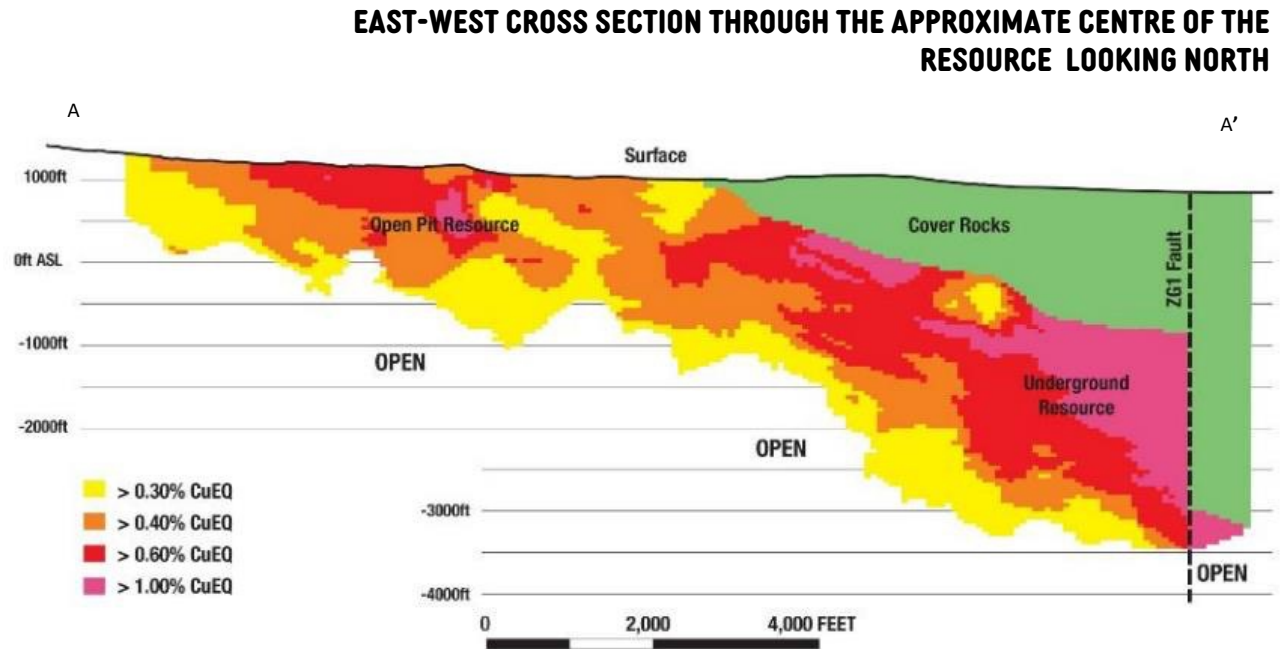 EAST-WEST CROSS SECTION THROUGH THE APPROXIMATE CENTRE OF THE
RESOURCE LOOKING NORTH
A
A'
Surface
1000ft
Open Pit Resource
Cover Rocks
ZG1 Fault
0ft ASL
-1000ft
OPEN
Underground
Resource
-2000ft
OPEN
> 0.30% CuEQ
> 0.40% CuEQ
> 0.60% CuEQ
> 1.00% CuEQ
-3000ft
OPEN
-4000ft
0 2,000 4,000 FEET